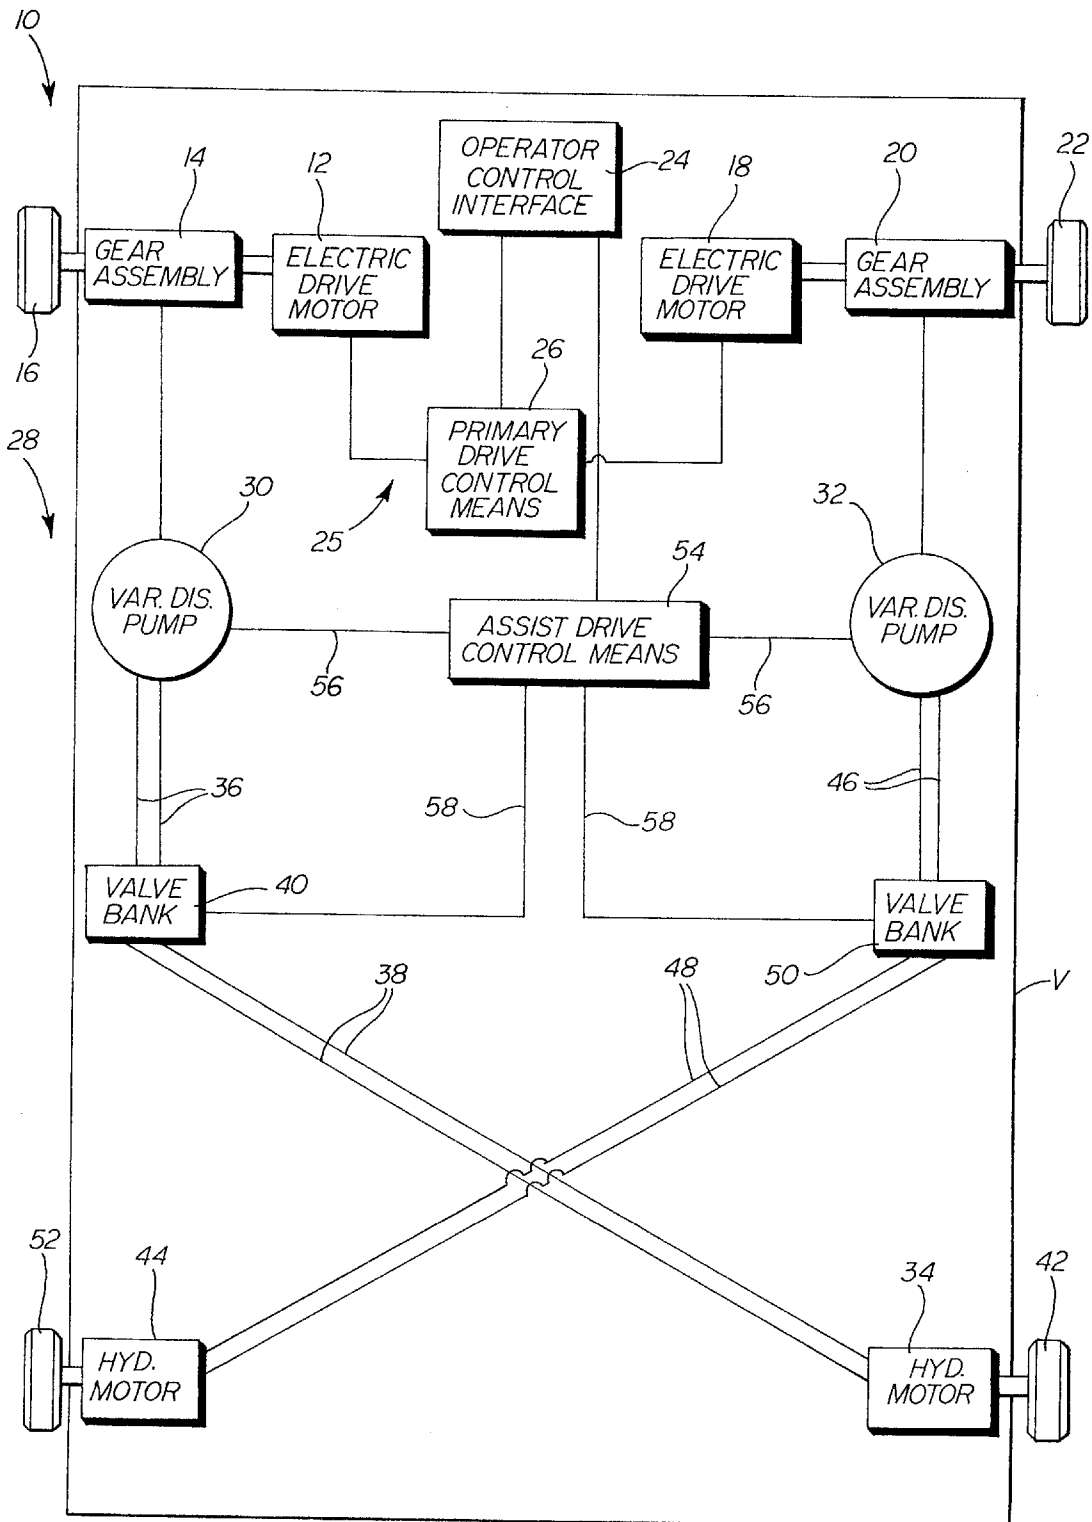 10
14
12
OPERATOR
CONTROL
INTERFACE
24
18
20
22
GEAR
ASSEMBLY
ELECTRIC
DRIVE
MOTOR
ELECTRIC
DRIVE
MOTOR
GEAR
ASSEMBLY
16
26
28
PRIMARY
DRIVE
CONTROL
MEANS
25
30
32
54
VAR. DIS.
PUMP
ASSIST DRIVE
CONTROL MEANS
VAR. DIS.
PUMP
56
56
36
58
58
46
VALVE
BANK
40
VALVE
BANK
50
38
48
V
52
44
34
42
HYD.
MOTOR
HYD.
MOTOR